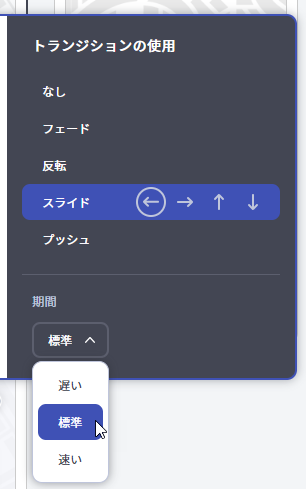 トランジションの使用
なし
フェード
反転
スライド
プッシュ
期間
標準
遅い
標準
速い